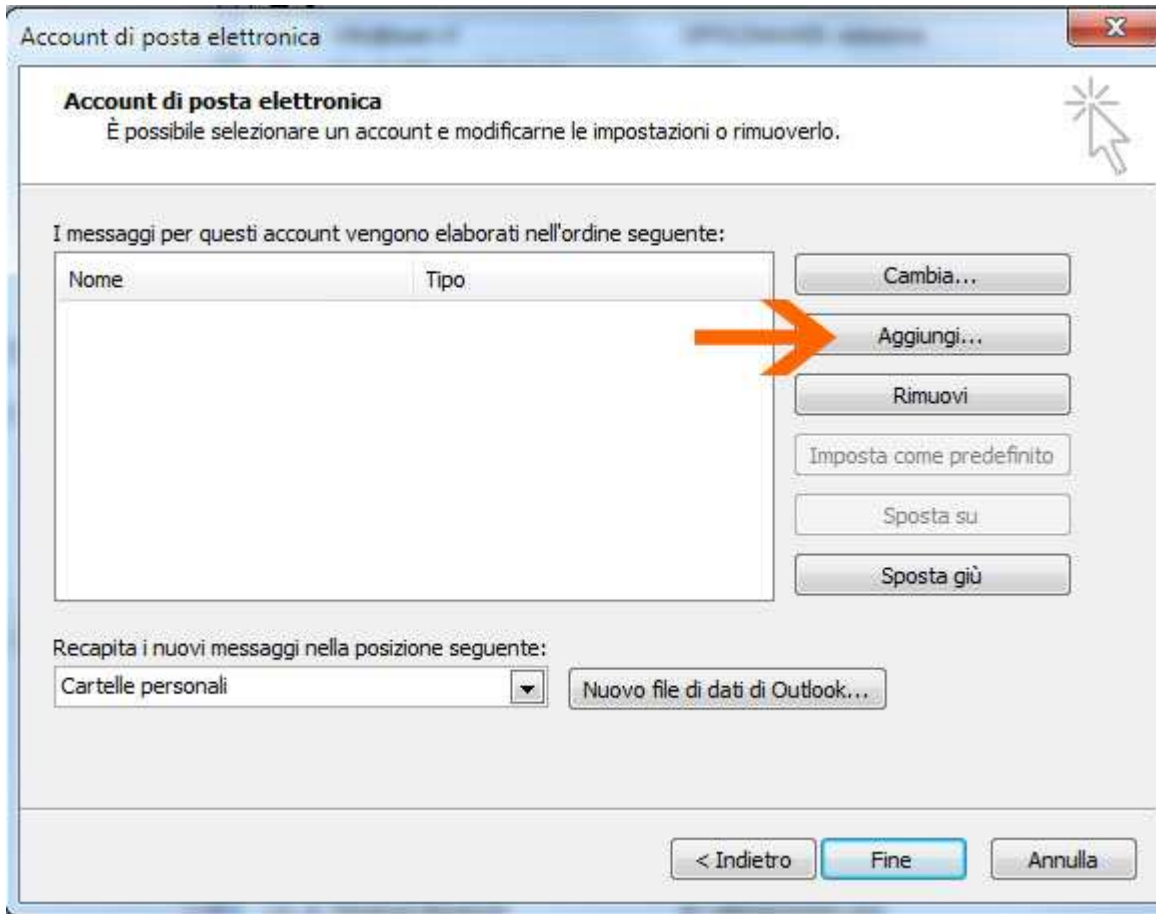 Account di posta elettronica
Account di posta elettronica
È possibile selezionare un account e modificarne le impostazioni o rimuoverlo.
I messaggi per questi account vengono elaborati nell'ordine seguente:
Nome Tipo
Cambia...
Aggiungi...
Rimuovi
Imposta come predefinito
Sposta su
Sposta giù
Recapita i nuovi messaggi nella posizione seguente:
Cartelle personali Nuovo file di dati di Outlook...
< Indietro Fine Annulla